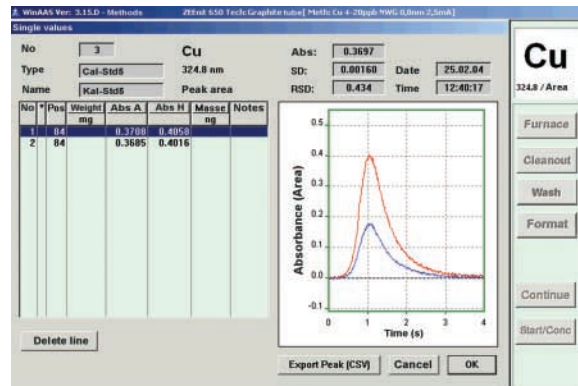 WinAAS Ver: 3.15.0 - Methods ZEEnit 650 Tech:Graphite tube[ Meth: Cu 4-20ppb NWG 0,8nm 2,5mA]
Single values
No 3 Cu Abs: 0.3697
Type Cal-Std5 324.8 nm SD: 0.00160 Date 25.02.04
Name Kal-Std5 Peak area RSD: 0.434 Time 12:40:17
Cu
324.8 / Area
No * Pos Weight Abs A Abs H Masse Notes
mg ng
1 84 0.3708 0.4058
2 84 0.3685 0.4016
Absorbance (Area)
0.5
0.4
0.3
0.2
0.1
0.0
-0.1
0 1 2 3 4
Time (s)
Furnace
Cleanout
Wash
Format
Continue
Start/Conc
Delete line
Export Peak (CSV) Cancel OK